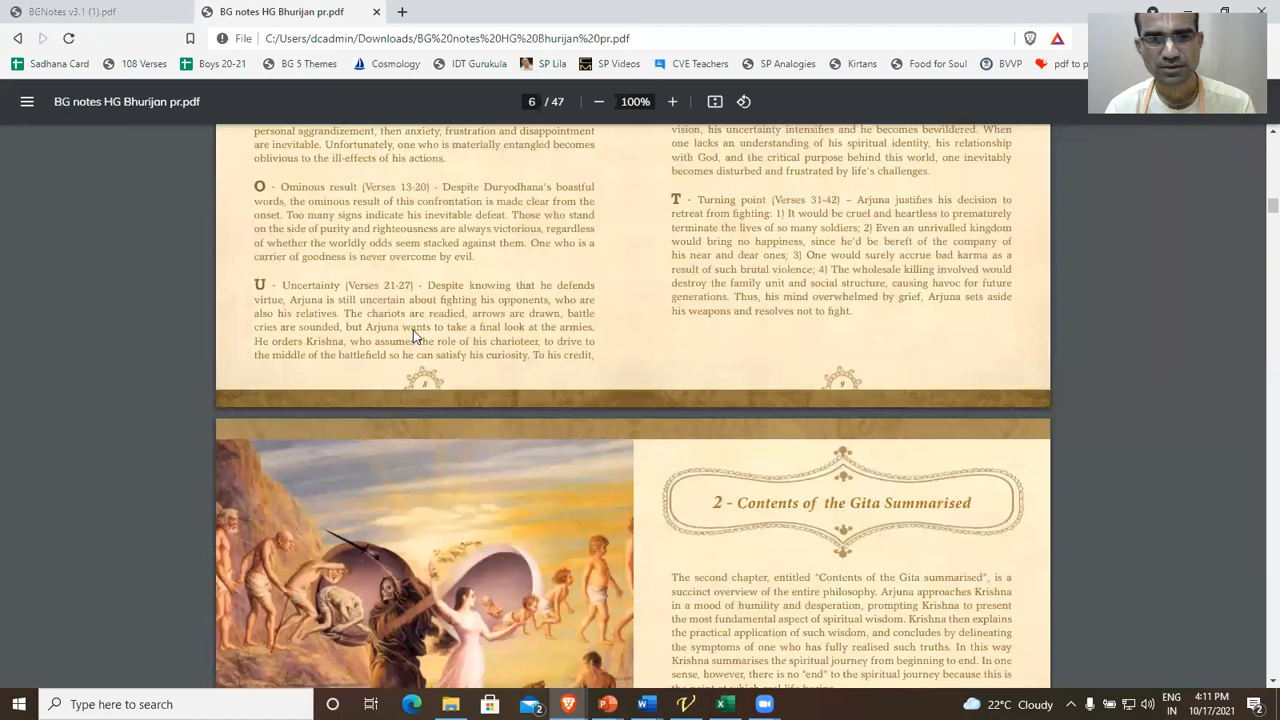 BGNotes v3.1 (1).pdf
BG notes HG Bhurijan pr.pdf
File
C:/Users/dcadmin/Downloads/BG%20notes%20HG%20Bhurijan%20pr.pdf
Sadhana Card
108 Verses
Boys 20-21
BG 5 Themes
Cosmology
IDT Gurukula
SP Lila
SP Videos
CVE Teachers
SP Analogies
Kirtans
Food for Soul
BVVP
pdf to p
BG notes HG Bhurijan pr.pdf
6 / 47
100%
personal aggrandizement, then anxiety, frustration and disappointment
are inevitable. Unfortunately, one who is materially entangled becomes
oblivious to the ill-effects of his actions.
O - Ominous result (Verses 13-20) - Despite Duryodhana's boastful
words, the ominous result of this confrontation is made clear from the
onset. Too many signs indicate his inevitable defeat. Those who stand
on the side of purity and righteousness are always victorious, regardless
of whether the worldly odds seem stacked against them. One who is a
carrier of goodness is never overcome by evil.
U - Uncertainty (Verses 21-27) - Despite knowing that he defends
virtue, Arjuna is still uncertain about fighting his opponents, who are
also his relatives. The chariots are readied, arrows are drawn, battle
cries are sounded, but Arjuna wants to take a final look at the armies.
He orders Krishna, who assumes the role of his charioteer, to drive to
the middle of the battlefield so he can satisfy his curiosity. To his credit,
8
vision, his uncertainty intensifies and he becomes bewildered. When
one lacks an understanding of his spiritual identity, his relationship
with God, and the critical purpose behind this world, one inevitably
becomes disturbed and frustrated by life's challenges.
T - Turning point (Verses 31-42) – Arjuna justifies his decision to
retreat from fighting: 1) It would be cruel and heartless to prematurely
terminate the lives of so many soldiers; 2) Even an unrivalled kingdom
would bring no happiness, since he'd be bereft of the company of
his near and dear ones; 3) One would surely accrue bad karma as a
result of such brutal violence; 4) The wholesale killing involved would
destroy the family unit and social structure, causing havoc for future
generations. Thus, his mind overwhelmed by grief, Arjuna sets aside
his weapons and resolves not to fight.
9
2 - Contents of the Gita Summarised
The second chapter, entitled "Contents of the Gita summarised", is a
succinct overview of the entire philosophy. Arjuna approaches Krishna
in a mood of humility and desperation, prompting Krishna to present
the most fundamental aspect of spiritual wisdom. Krishna then explains
the practical application of such wisdom, and concludes by delineating
the symptoms of one who has fully realised such truths. In this way
Krishna summarises the spiritual journey from beginning to end. In one
sense, however, there is no "end" to the spiritual journey because this is
the point at which real life begins.
Type here to search
2
22°C Cloudy
ENG
IN
4:11 PM
10/17/2021
2